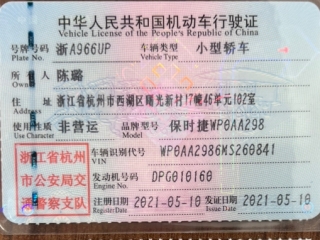 中华人民共和国机动车行驶证
Vehicle License of the People's Republic of China
号牌号码 浙A966UP 车辆类型 小型轿车
Plate No. Vehicle Type
所有人 陈璐
Owner
住址 浙江省杭州市西湖区曙光新村17幢46单元102室
Address
使用性质 非营运 品牌型号 保时捷WP0AA298
Use Character Model
浙江省杭州
市公安局交
通警察支队
车辆识别代号 WP0AA2986MS260841
VIN
发动机号码 DPG010160
Engine No.
注册日期 2021-05-10 发证日期 2021-05-10
Register Date Issue Date